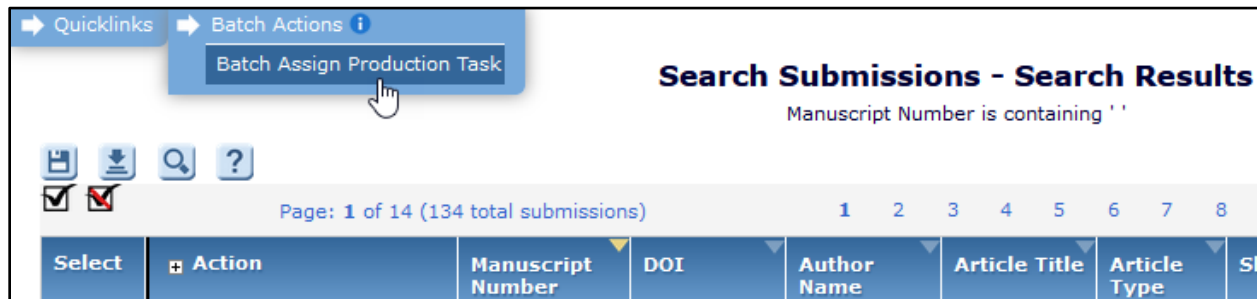 Quicklinks
Batch Actions
Batch Assign Production Task
Search Submissions - Search Results
Manuscript Number is containing ' '
?
Page: 1 of 14 (134 total submissions) 1 2 3 4 5 6 7 8
Select Action Manuscript Number DOI Author Name Article Title Article Type